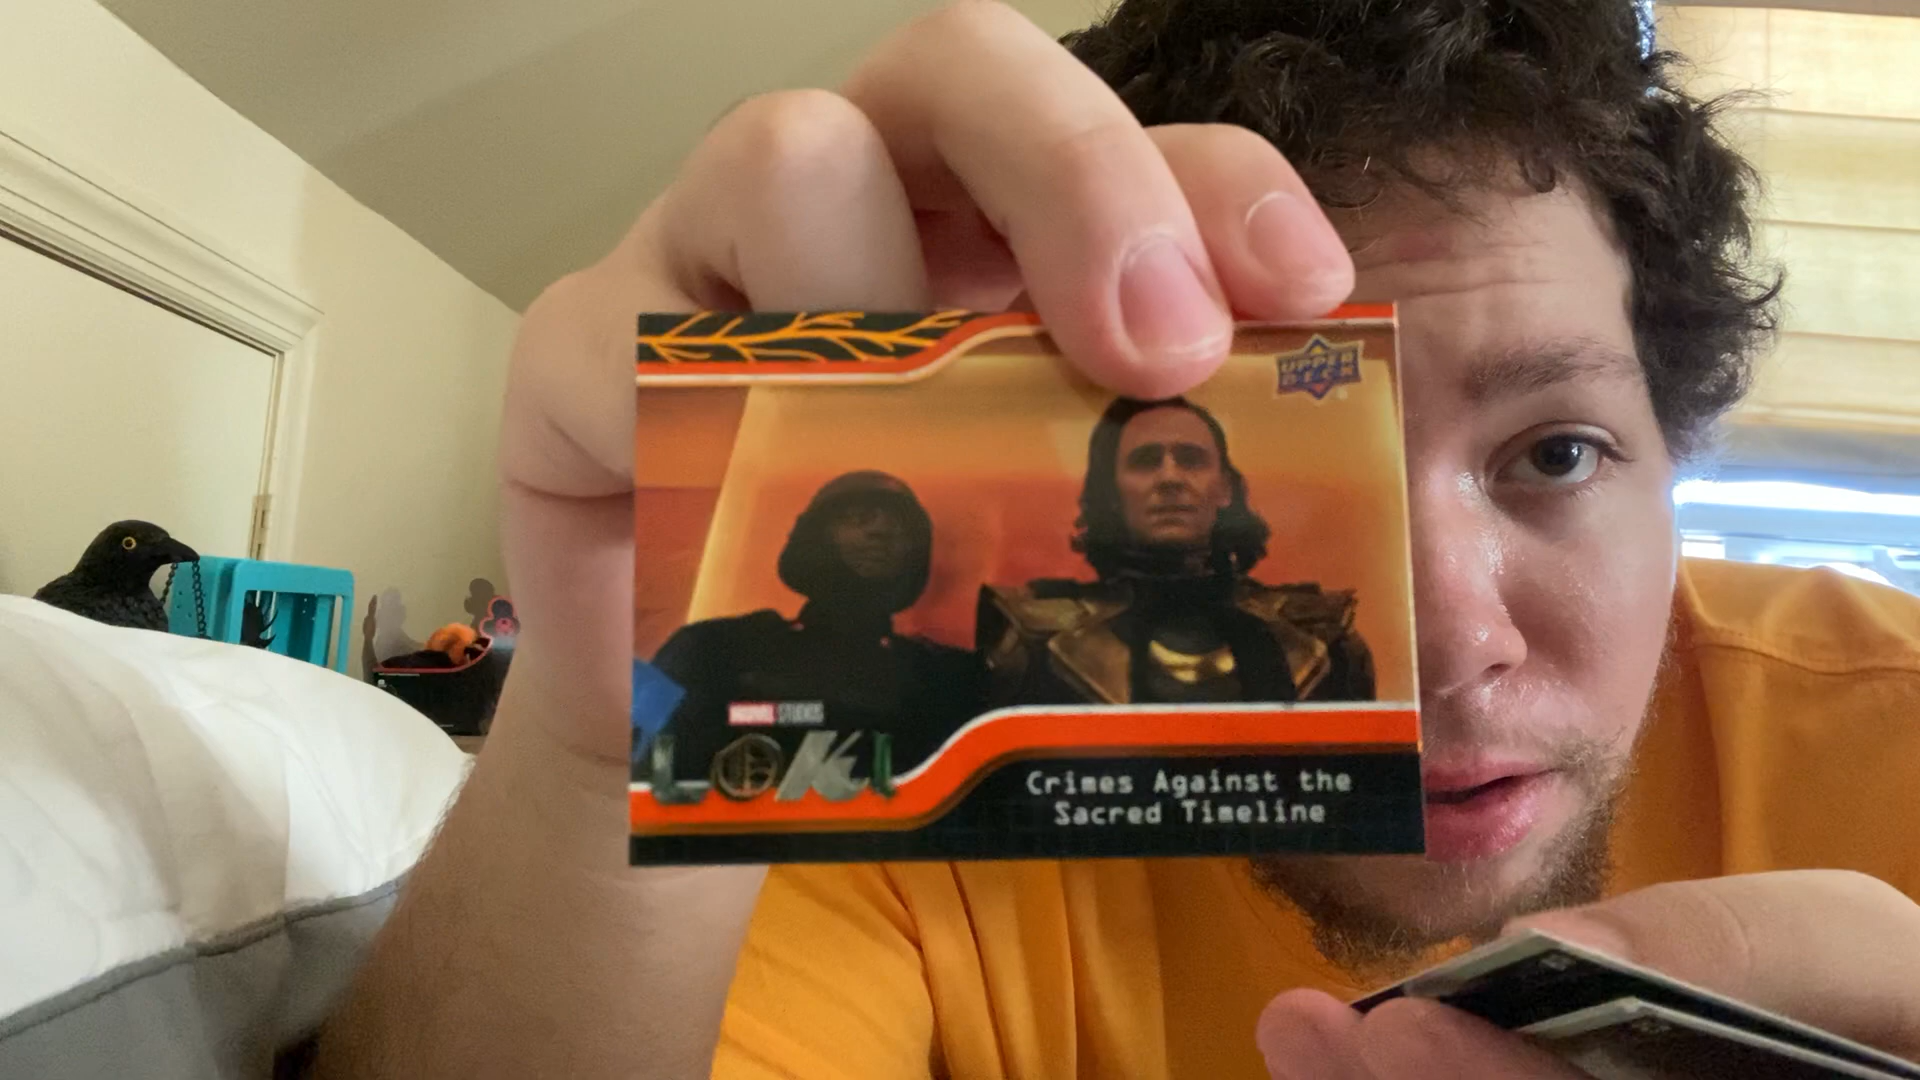 UPPER
DECK
MARVEL STUDIOS
LOKI
Crimes Against the
Sacred Timeline